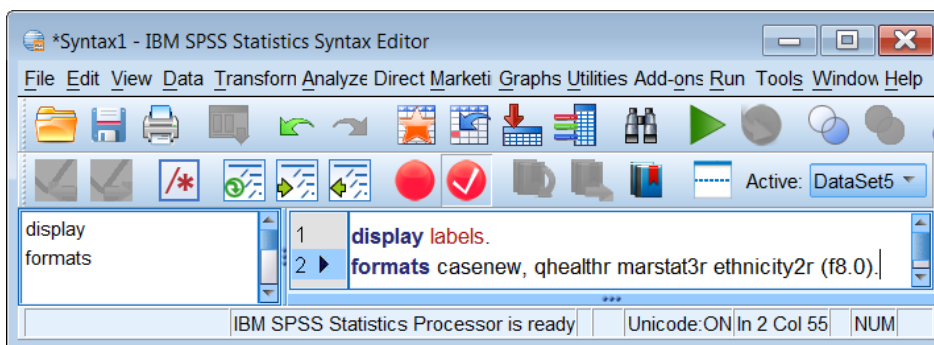 *Syntax1 - IBM SPSS Statistics Syntax Editor
File Edit View Data Transforn Analyze Direct Marketi Graphs Utilities Add-ons Run Tools Window Help
/*
Active: DataSet5
display
formats
1 display labels.
2 formats casenew, qhealthr marstat3r ethnicity2r (f8.0).
IBM SPSS Statistics Processor is ready Unicode:ON In 2 Col 55 NUM